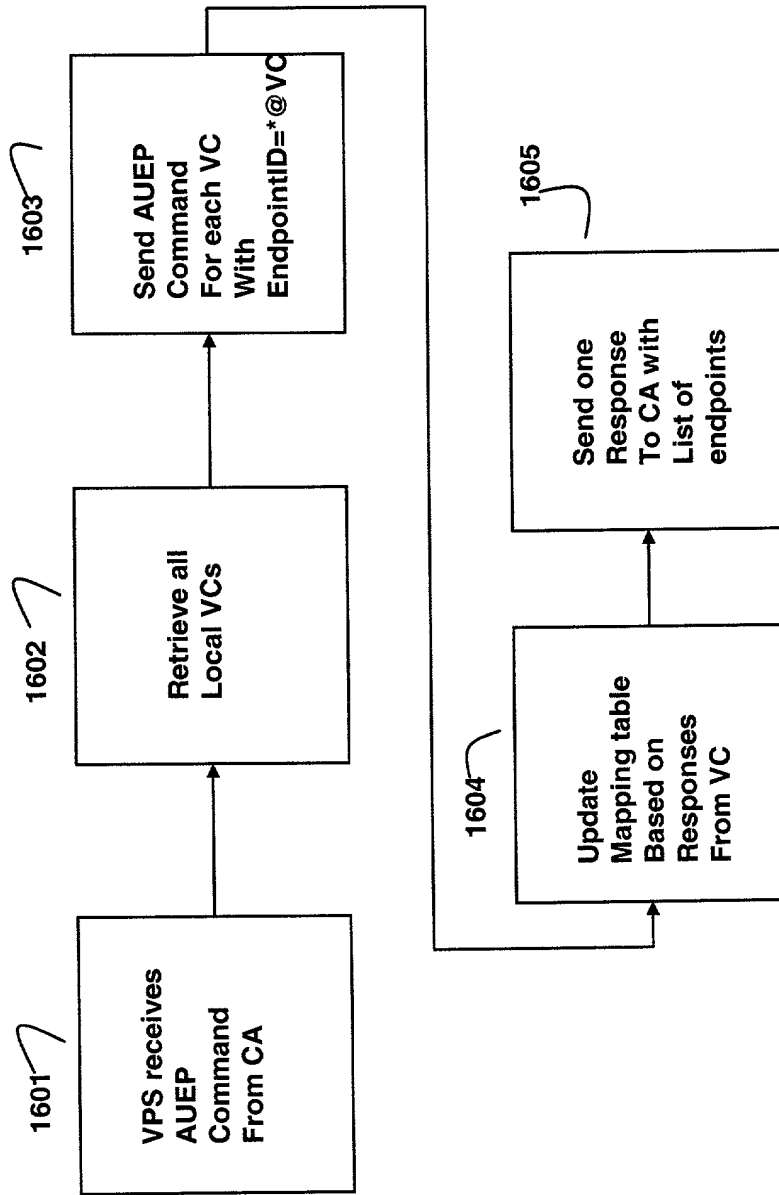 1601
VPS receives
AUEP
Command
From CA
1602
Retrieve all
Local VCs
1603
Send AUEP
Command
For each VC
With
EndpointID=*@VC
1604
Update
Mapping table
Based on
Responses
From VC
1605
Send one
Response
To CA with
List of
endpoints